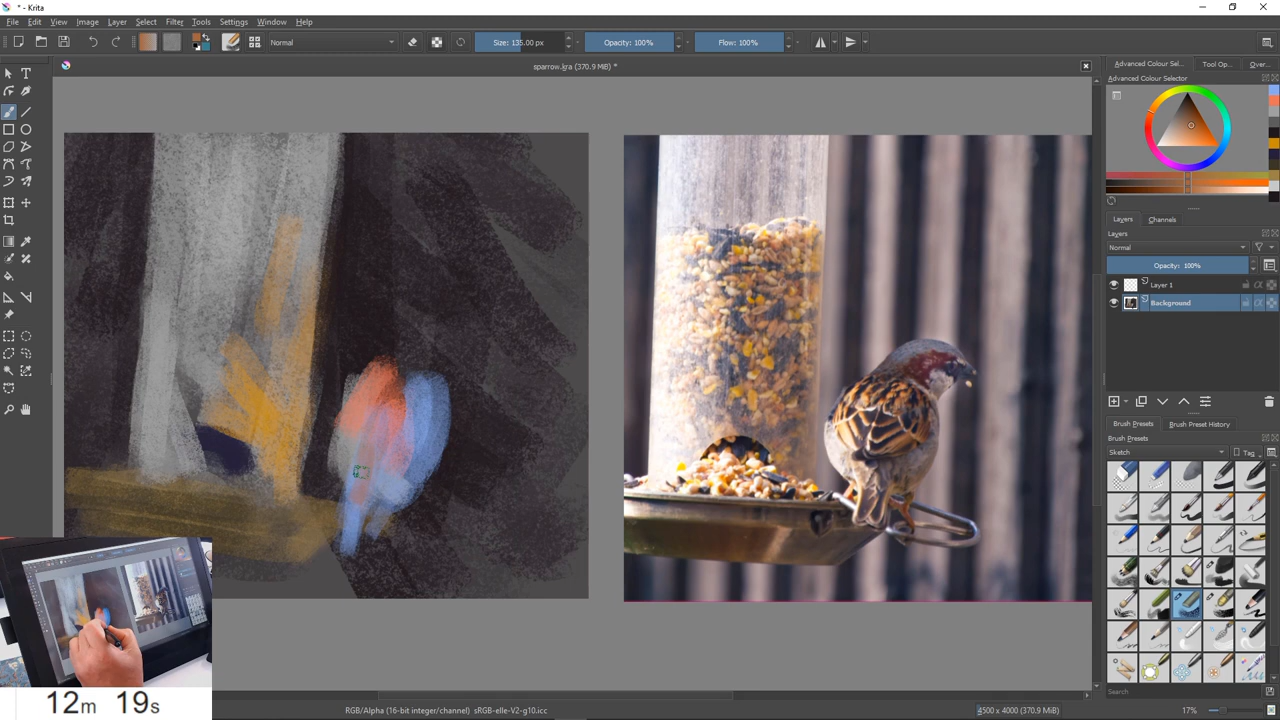 * - Krita
File Edit View Image Layer Select Filter Tools Settings Window Help
Normal
Size: 135.00 px
Opacity: 100%
Flow: 100%
sparrow.kra (370.9 MiB) *
Advanced Colour Sel...
Tool Op...
Over...
Advanced Colour Selector
Layers
Channels
Layers
Normal
Opacity: 100%
Layer 1
Background
Brush Presets
Brush Preset History
Brush Presets
Sketch
Tag
Search
12m 19s
RGB/Alpha (16-bit integer/channel) sRGB-elle-V2-g10.icc
4500 x 4000 (370.9 MiB)
17%